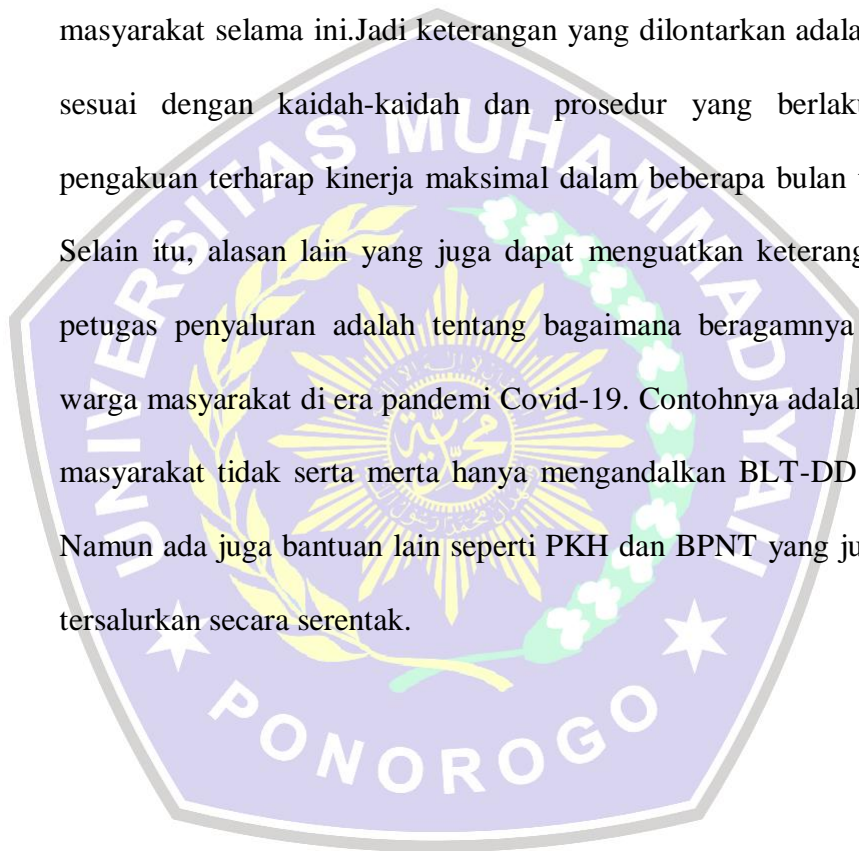 masyarakat selama ini.Jadi keterangan yang dilontarkan adala
sesuai dengan kaidah-kaidah dan prosedur yang berlak
pengakuan terharap kinerja maksimal dalam beberapa bulan
Selain itu, alasan lain yang juga dapat menguatkan keterang
petugas penyaluran adalah tentang bagaimana beragamnya
warga masyarakat di era pandemi Covid-19. Contohnya adala
masyarakat tidak serta merta hanya mengandalkan BLT-DD
Namun ada juga bantuan lain seperti PKH dan BPNT yang ju
tersalurkan secara serentak.
UNIVERSITAS MUHAMMADIYAH
PONOROGO